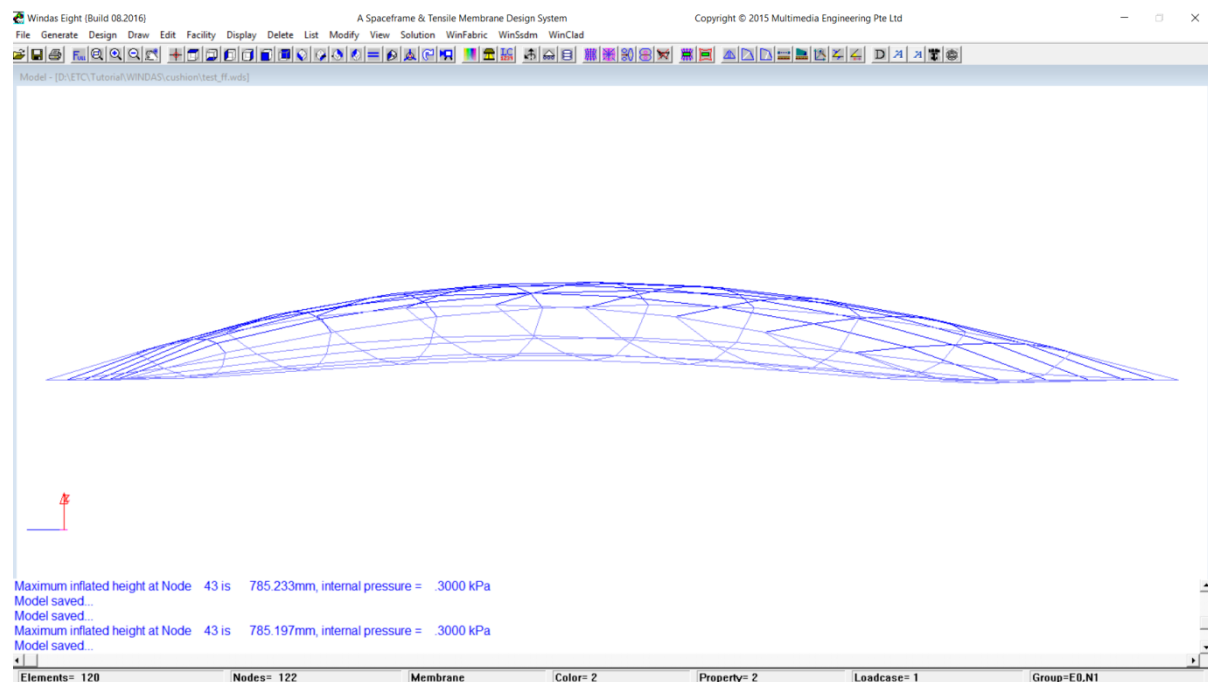 Windas Eight (Build 08.2016) A Spaceframe & Tensile Membrane Design System Copyright © 2015 Multimedia Engineering Pte Ltd
File Generate Design Draw Edit Facility Display Delete List Modify View Solution WinFabric WinSsdm WinClad
Model - [D:\ETC\Tutorial\WINDAS\cushion\test_ff.wds]
Maximum inflated height at Node 43 is 785.233mm, internal pressure = .3000 kPa
Model saved...
Model saved...
Maximum inflated height at Node 43 is 785.197mm, internal pressure = .3000 kPa
Model saved...
Elements= 120 Nodes= 122 Membrane Color= 2 Property= 2 Loadcase= 1 Group=E0,N1